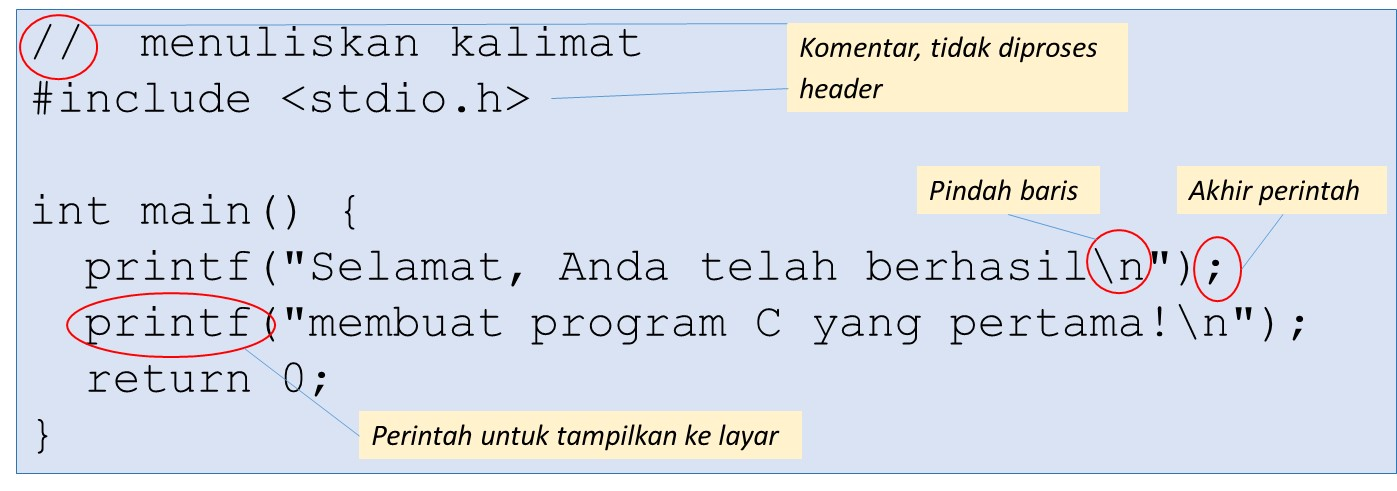 // menuliskan kalimat
Komentar, tidak diproses
header
#include <stdio.h>
Pindah baris
Akhir perintah
int main() {
printf("Selamat, Anda telah berhasil\n");
printf("membuat program C yang pertama!\n");
return 0;
}
Perintah untuk tampilkan ke layar